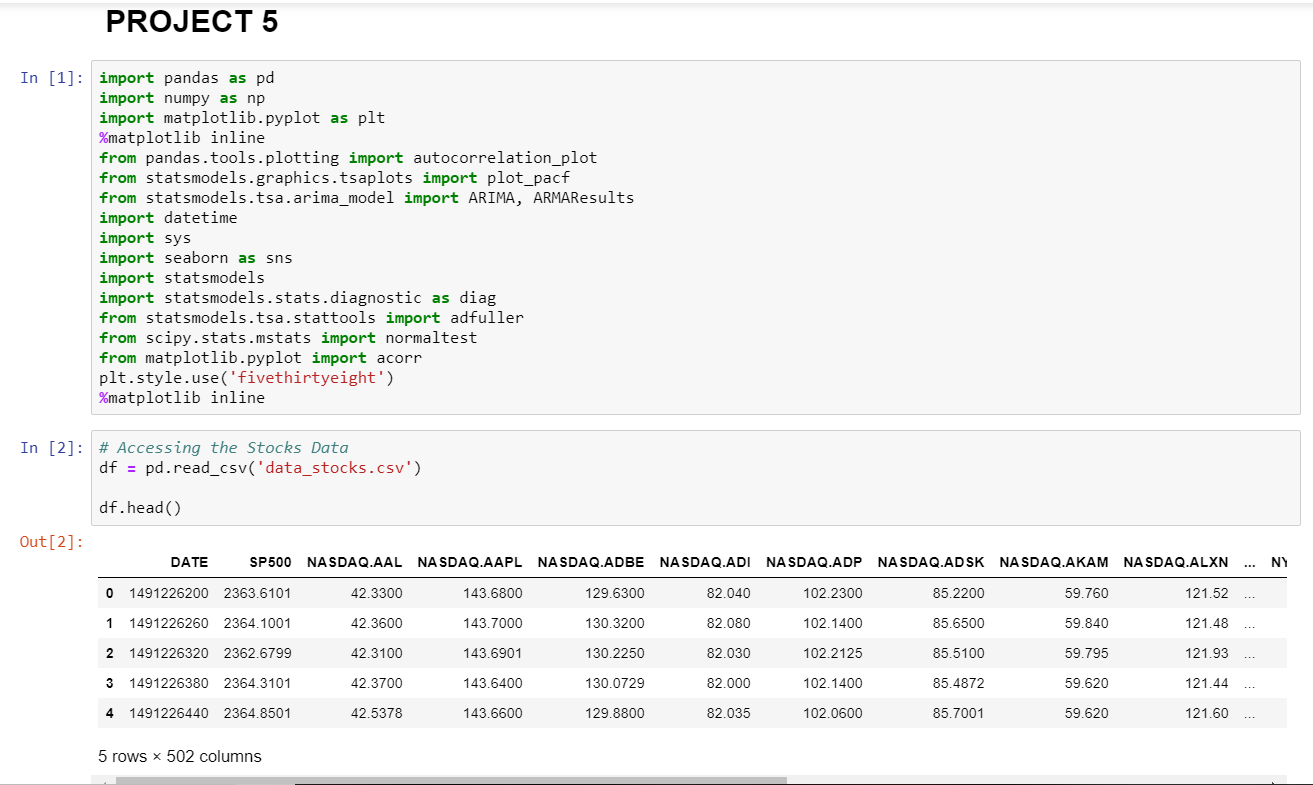 PROJECT 5
In [1]: import pandas as pd
import numpy as np
import matplotlib.pyplot as plt
%matplotlib inline
from pandas.tools.plotting import autocorrelation_plot
from statsmodels.graphics.tsaplots import plot_pacf
from statsmodels.tsa.arima_model import ARIMA, ARMAResults
import datetime
import sys
import seaborn as sns
import statsmodels
import statsmodels.stats.diagnostic as diag
from statsmodels.tsa.stattools import adfuller
from scipy.stats.mstats import normaltest
from matplotlib.pyplot import acorr
plt.style.use('fivethirtyeight')
%matplotlib inline
In [2]: # Accessing the Stocks Data
df = pd.read_csv('data_stocks.csv')
df.head()
Out[2]:
DATE SP500 NASDAQ.AAL NASDAQ.AAPL NASDAQ.ADBE NASDAQ.ADI NASDAQ.ADP NASDAQ.ADSK NASDAQ.AKAM NASDAQ.ALXN ... NY
0 1491226200 2363.6101 42.3300 143.6800 129.6300 82.040 102.2300 85.2200 59.760 121.52 ...
1 1491226260 2364.1001 42.3600 143.7000 130.3200 82.080 102.1400 85.6500 59.840 121.48 ...
2 1491226320 2362.6799 42.3100 143.6901 130.2250 82.030 102.2125 85.5100 59.795 121.93 ...
3 1491226380 2364.3101 42.3700 143.6400 130.0729 82.000 102.1400 85.4872 59.620 121.44 ...
4 1491226440 2364.8501 42.5378 143.6600 129.8800 82.035 102.0600 85.7001 59.620 121.60 ...
5 rows × 502 columns